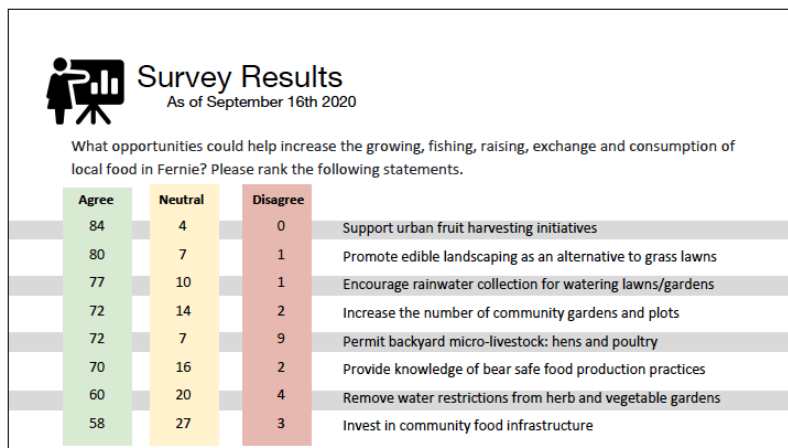 Survey Results
As of September 16th 2020
What opportunities could help increase the growing, fishing, raising, exchange and consumption of
local food in Fernie? Please rank the following statements.
Agree Neutral Disagree
84 4 0 Support urban fruit harvesting initiatives
80 7 1 Promote edible landscaping as an alternative to grass lawns
77 10 1 Encourage rainwater collection for watering lawns/gardens
72 14 2 Increase the number of community gardens and plots
72 7 9 Permit backyard micro-livestock: hens and poultry
70 16 2 Provide knowledge of bear safe food production practices
60 20 4 Remove water restrictions from herb and vegetable gardens
58 27 3 Invest in community food infrastructure